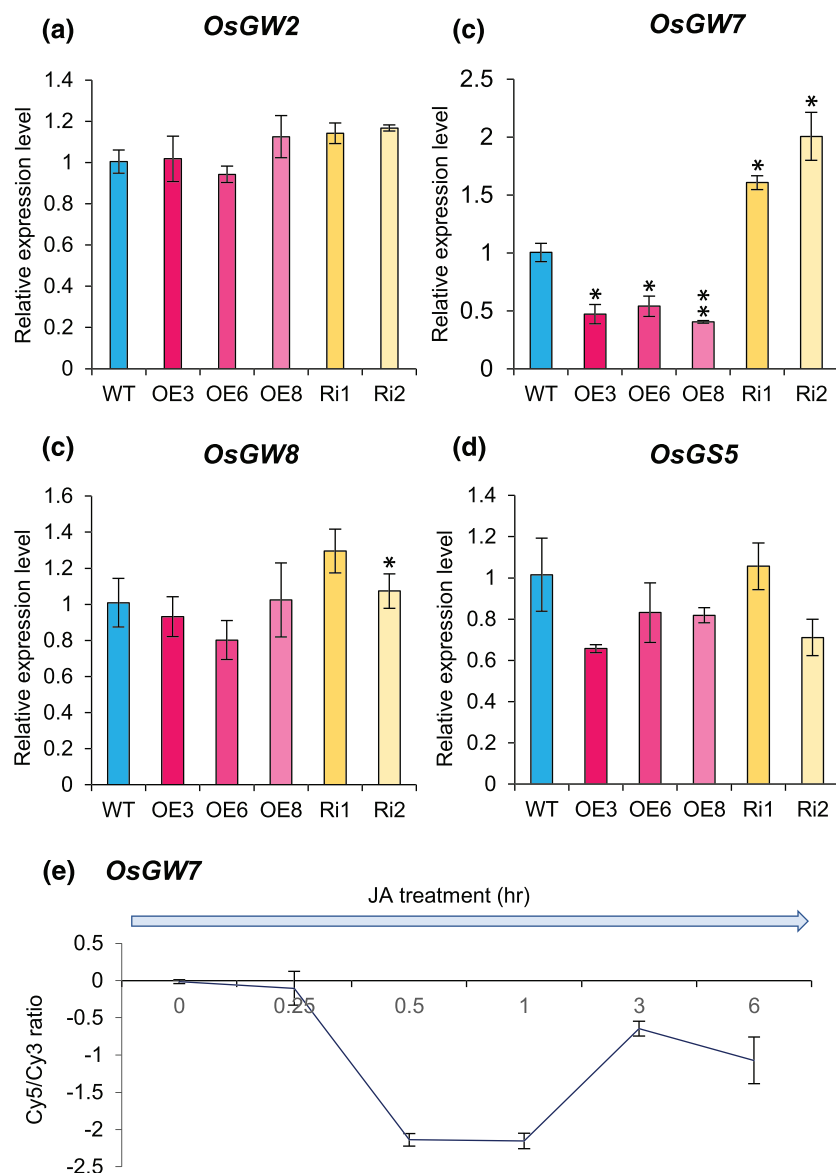 (a) OsGW2
Relative expression level
1.4
1.2
1
0.8
0.6
0.4
0.2
0
WT OE3 OE6 OE8 Ri1 Ri2
(c) OsGW7
Relative expression level
2.5
2
1.5
1
0.5
0
* * ** * *
WT OE3 OE6 OE8 Ri1 Ri2
(c) OsGW8
Relative expression level
1.6
1.4
1.2
1
0.8
0.6
0.4
0.2
0
*
WT OE3 OE6 OE8 Ri1 Ri2
(d) OsGS5
Relative expression level
1.4
1.2
1
0.8
0.6
0.4
0.2
0
WT OE3 OE6 OE8 Ri1 Ri2
(e) OsGW7
JA treatment (hr)
Cy5/Cy3 ratio
0.5
0
-0.5
-1
-1.5
-2
-2.5
0 0.25 0.5 1 3 6